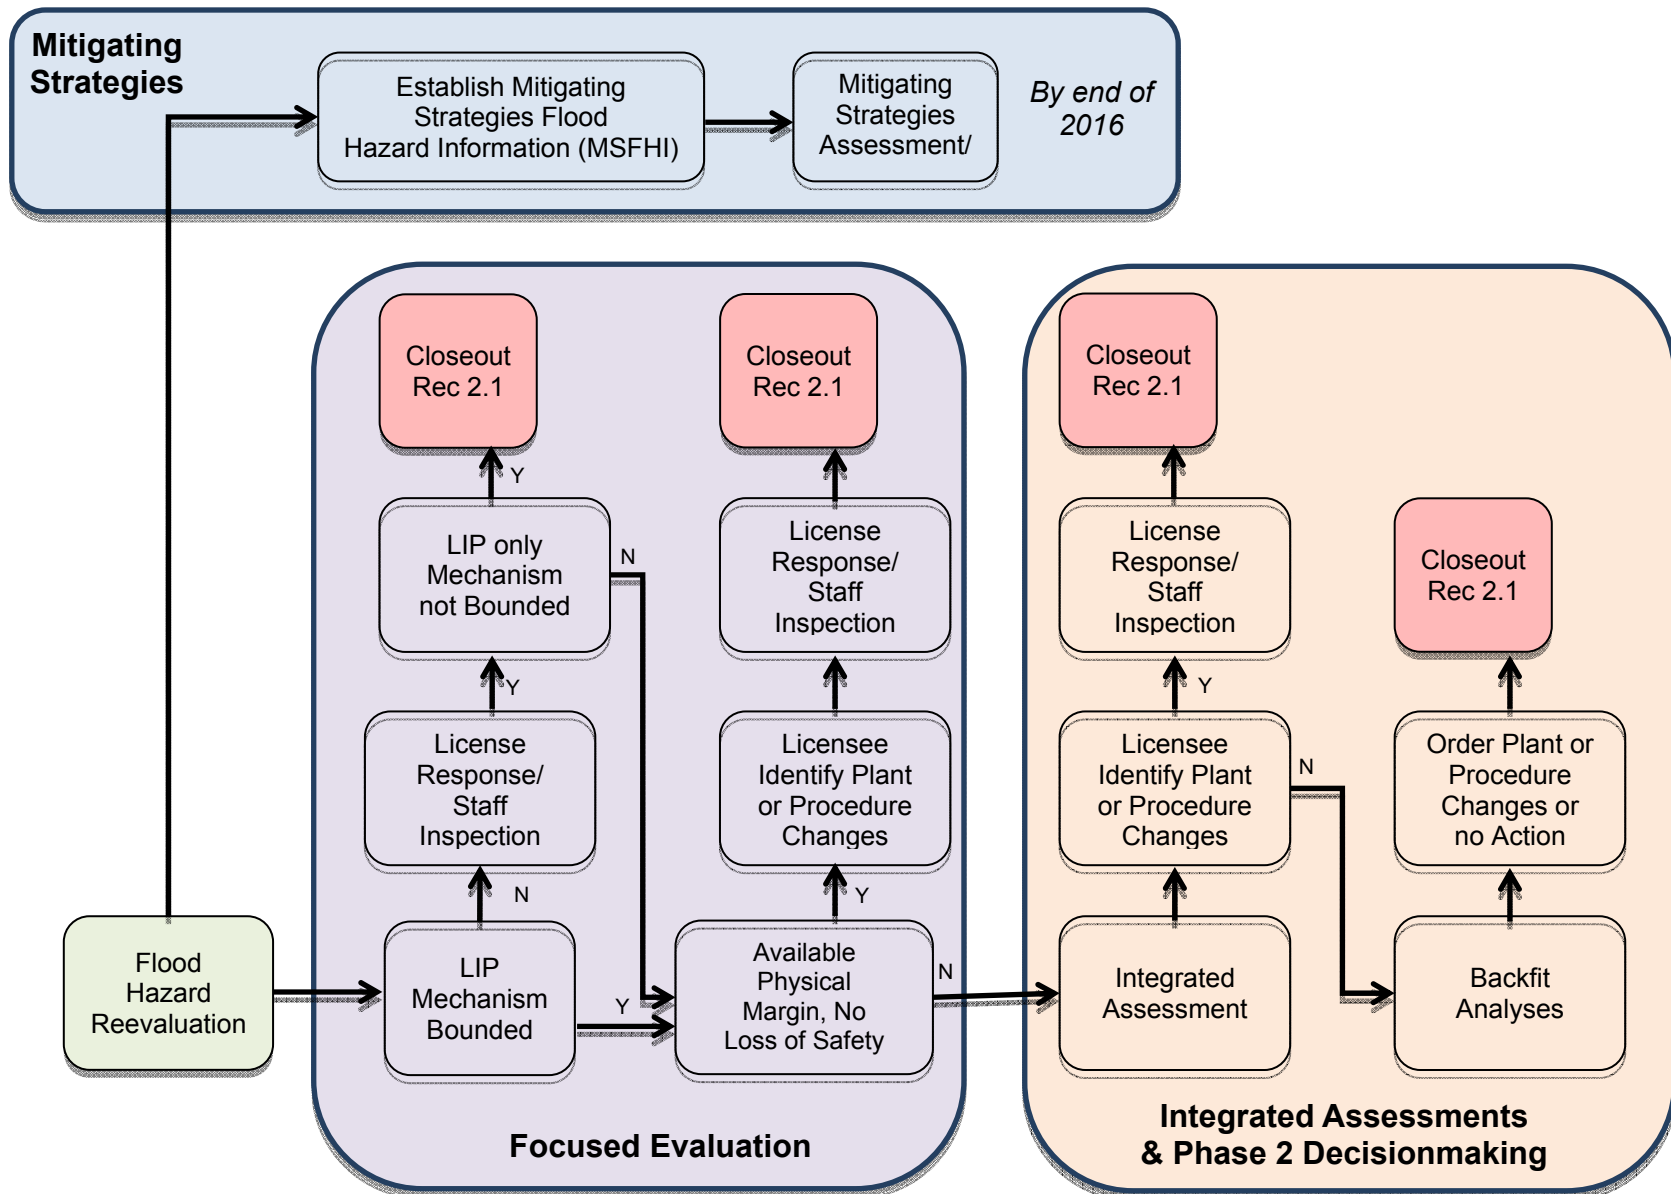 Mitigating
Strategies
Establish Mitigating
Strategies Flood
Hazard Information (MSFHI)
Mitigating
Strategies
Assessment/
By end of
2016
Closeout
Rec 2.1
Closeout
Rec 2.1
Closeout
Rec 2.1
Y
LIP only
Mechanism
not Bounded
N
License
Response/
Staff
Inspection
License
Response/
Staff
Inspection
Closeout
Rec 2.1
Y
Y
License
Response/
Staff
Inspection
Licensee
Identify Plant
or Procedure
Changes
Licensee
Identify Plant
or Procedure
Changes
N
Order Plant or
Procedure
Changes or
no Action
N
Y
Flood
Hazard
Reevaluation
LIP
Mechanism
Bounded
Y
Available
Physical
Margin, No
Loss of Safety
N
Integrated
Assessment
Backfit
Analyses
Focused Evaluation
Integrated Assessments
& Phase 2 Decisionmaking